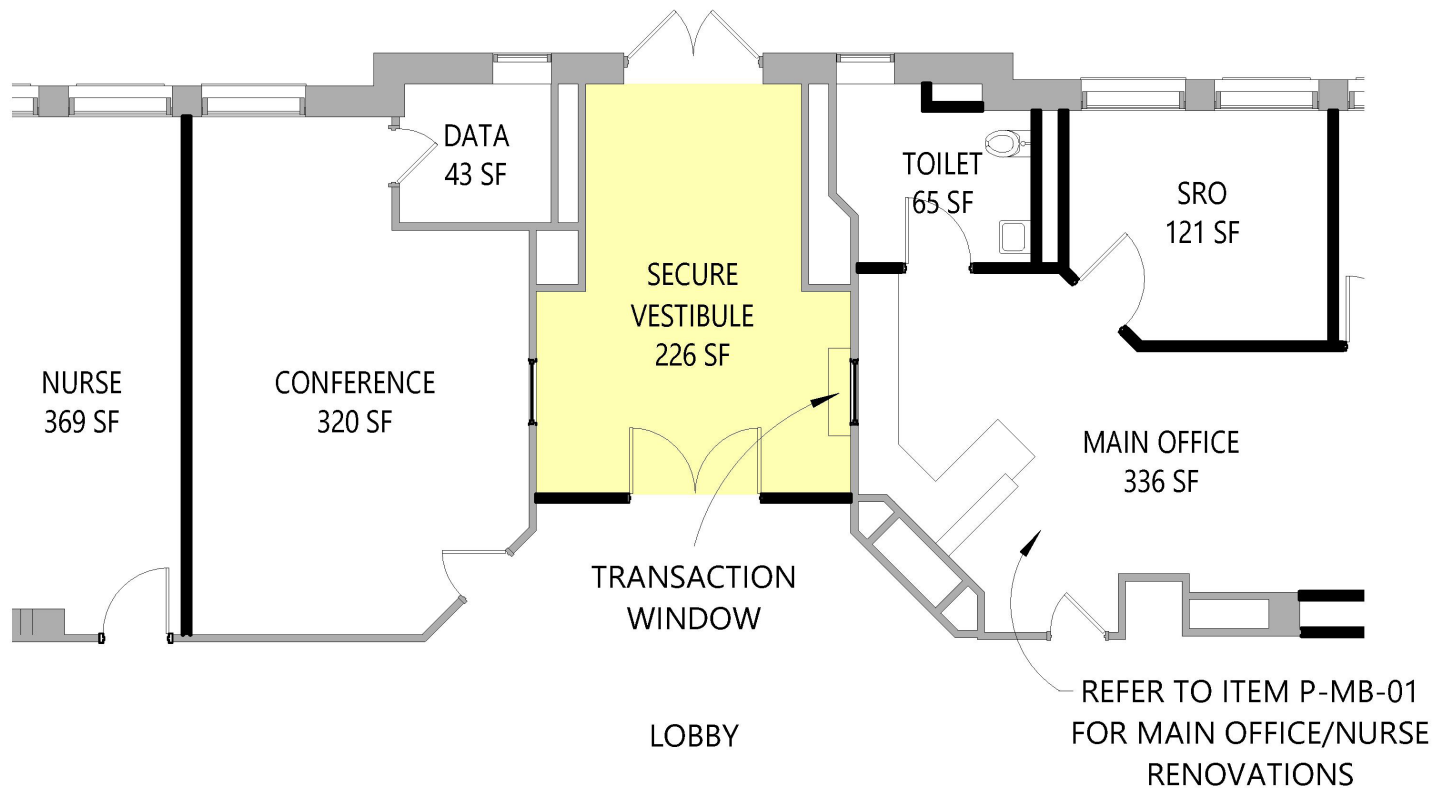 DATA
43 SF
TOILET
65 SF
SRO
121 SF
SECURE
VESTIBULE
226 SF
NURSE
369 SF
CONFERENCE
320 SF
MAIN OFFICE
336 SF
TRANSACTION
WINDOW
LOBBY
REFER TO ITEM P-MB-01
FOR MAIN OFFICE/NURSE
RENOVATIONS